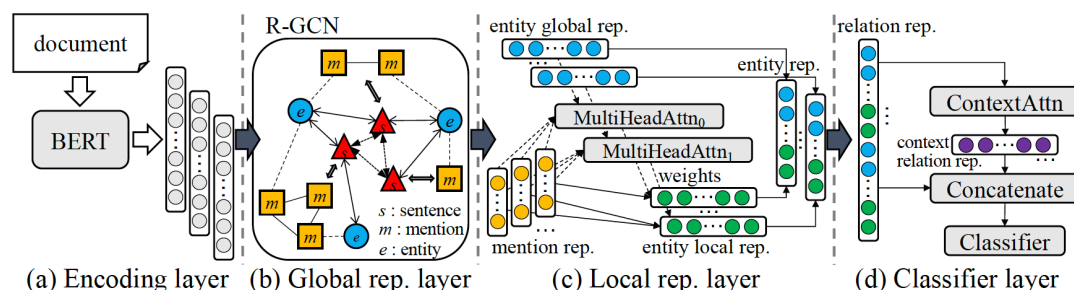 document
BERT
(a) Encoding layer
R-GCN
m
m
e
e
s
s
s
m
m
m
m
e
s : sentence
m : mention
e : entity
(b) Global rep. layer
entity global rep.
entity rep.
MultiHeadAttn0
MultiHeadAttn1
weights
mention rep.
entity local rep.
(c) Local rep. layer
relation rep.
ContextAttn
context
relation rep.
Concatenate
Classifier
(d) Classifier layer